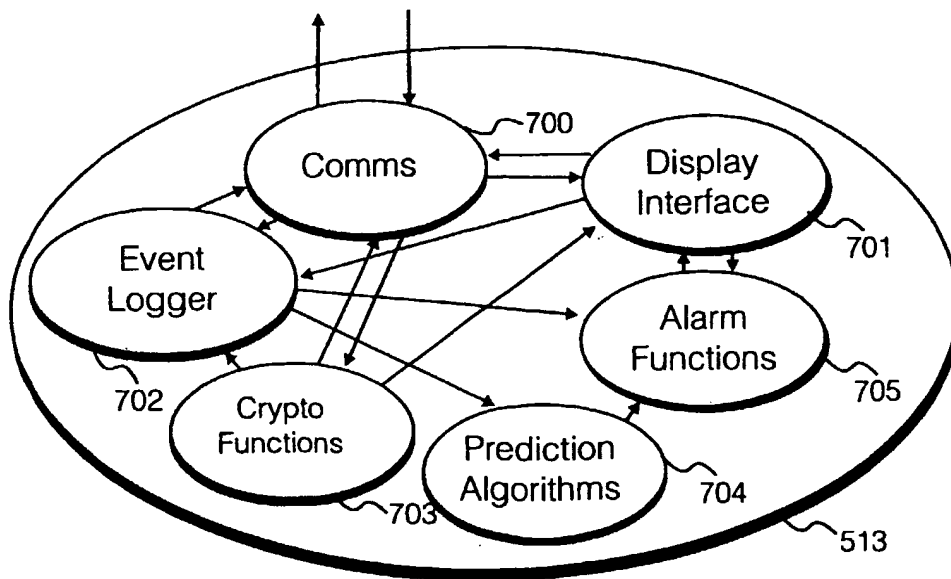 700
Comms
Display
Interface
701
Event
Logger
702
Alarm
Functions
705
Crypto
Functions
703
Prediction
Algorithms
704
513